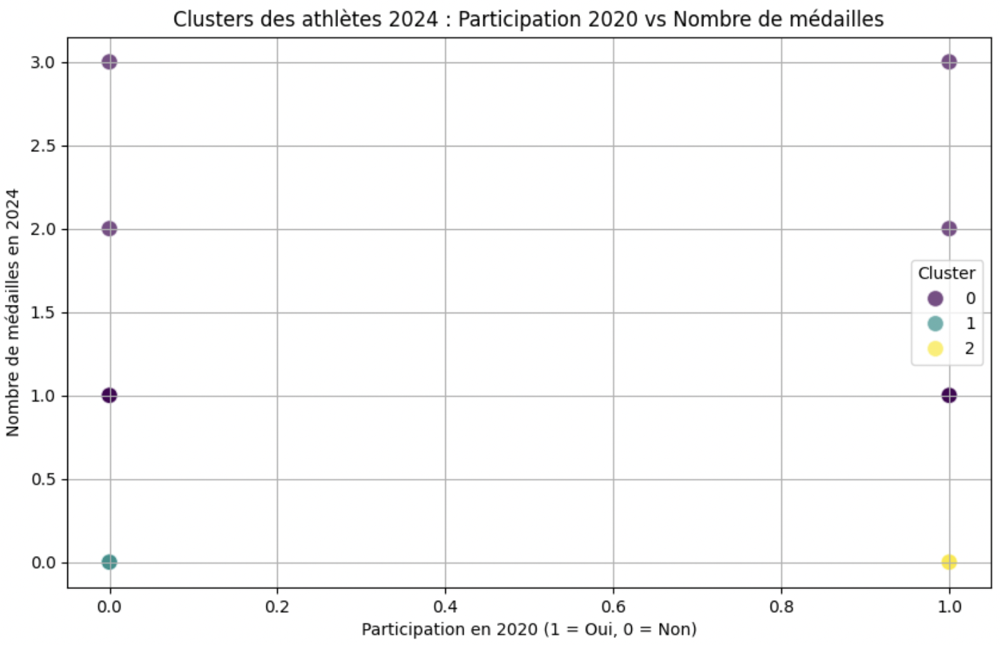 Clusters des athlètes 2024 : Participation 2020 vs Nombre de médailles
Nombre de médailles en 2024
3.0
2.5
2.0
1.5
1.0
0.5
0.0
Cluster
0
1
2
0.0 0.2 0.4 0.6 0.8 1.0
Participation en 2020 (1 = Oui, 0 = Non)